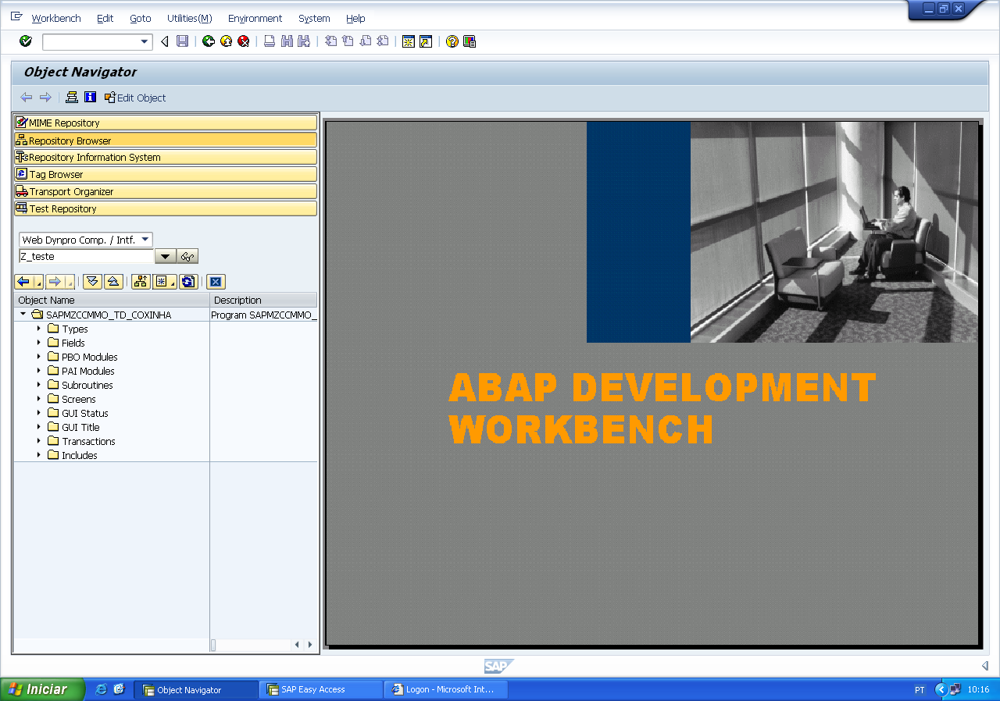 Workbench Edit Goto Utilities(M) Environment System Help
Object Navigator
Edit Object
MIME Repository
Repository Browser
Repository Information System
Tag Browser
Transport Organizer
Test Repository
Web Dynpro Comp. / Intf.
Z_teste
Object Name Description
SAPMZCCMMO_TD_COXINHA Program SAPMZCCMMO_
Types
Fields
PBO Modules
PAI Modules
Subroutines
Screens
GUI Status
GUI Title
Transactions
Includes
ABAP DEVELOPMENT
WORKBENCH
SAP
Iniciar Object Navigator SAP Easy Access Logon - Microsoft Int... PT 10:16